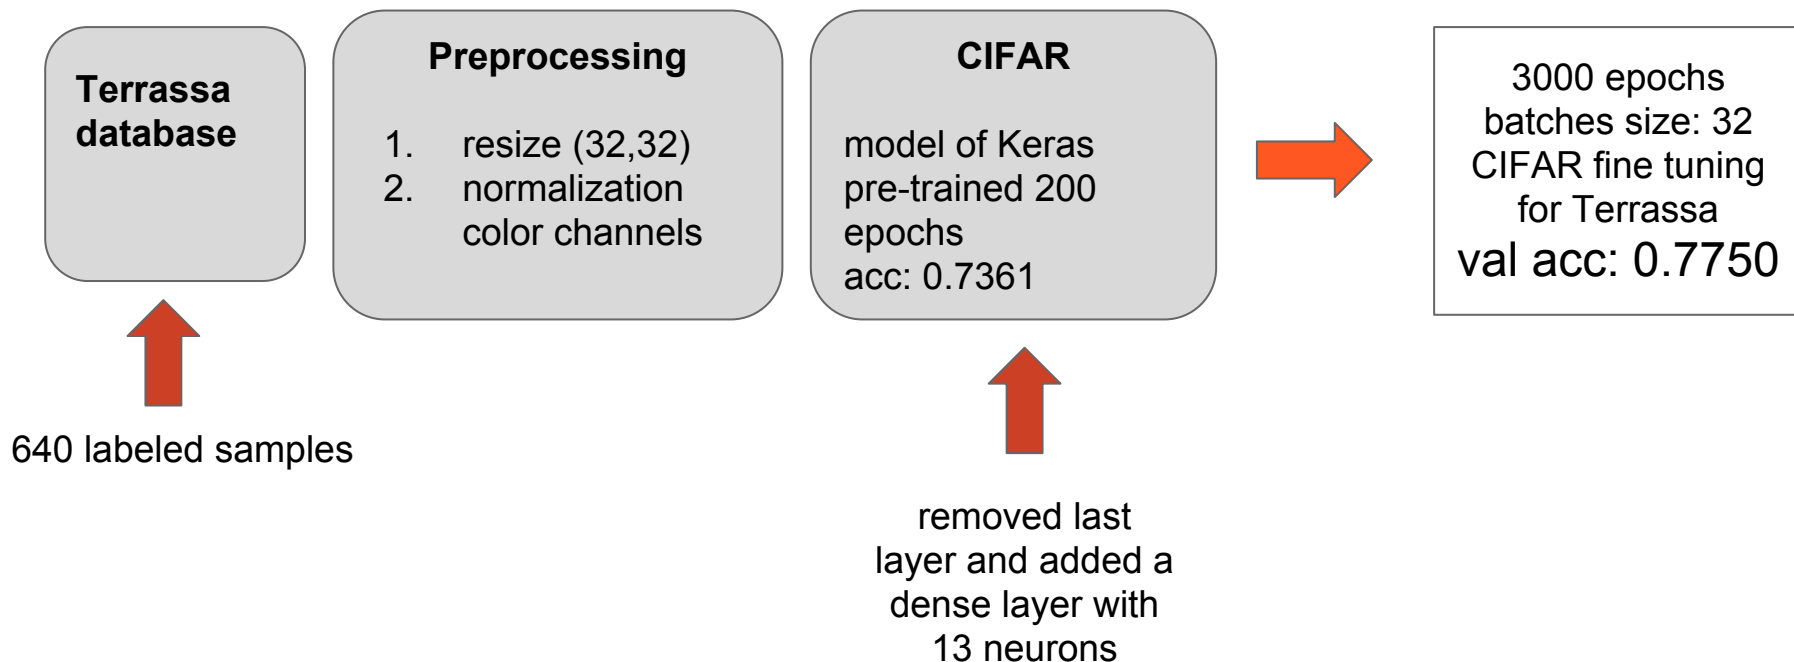 Terrassa
database
640 labeled samples
Preprocessing
1. resize (32,32)
2. normalization
color channels
CIFAR
model of Keras
pre-trained 200
epochs
acc: 0.7361
removed last
layer and added a
dense layer with
13 neurons
3000 epochs
batches size: 32
CIFAR fine tuning
for Terrassa
val acc: 0.7750